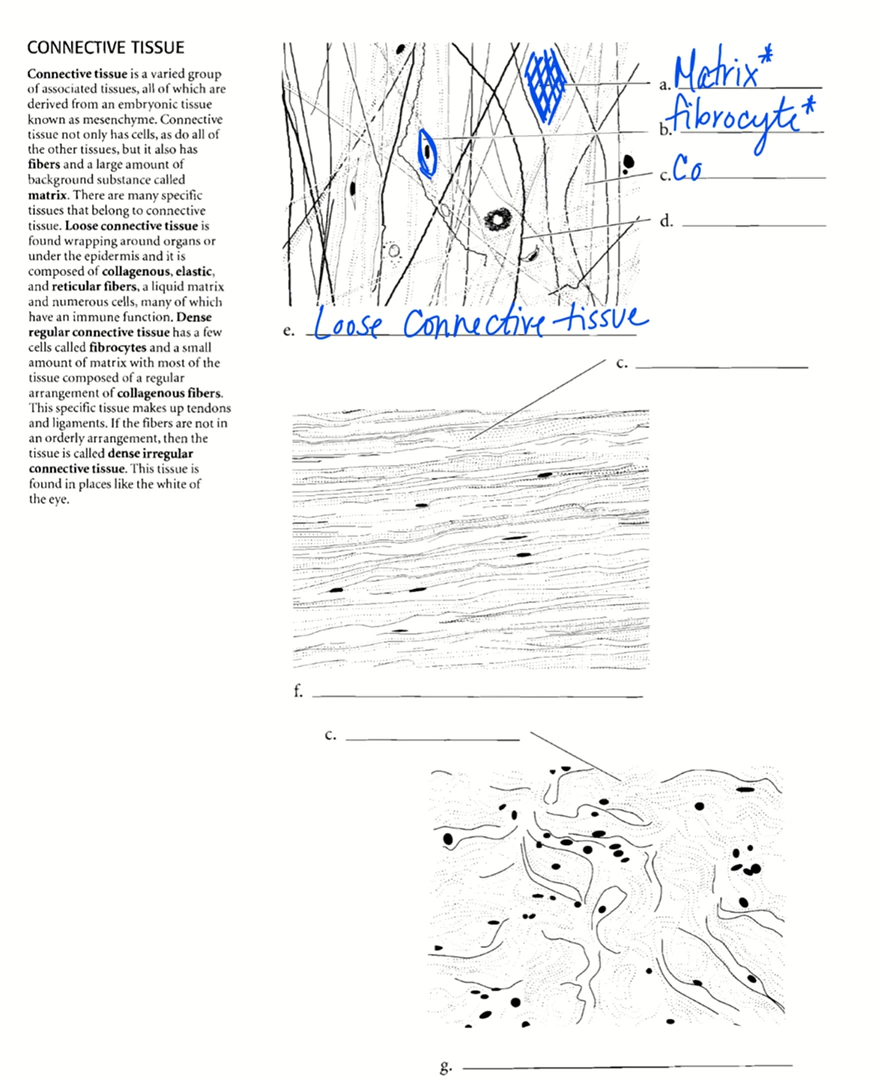 CONNECTIVE TISSUE
Connective tissue is a varied group
of associated tissues, all of which are
derived from an embryonic tissue
known as mesenchyme. Connective
tissue not only has cells, as do all of
the other tissues, but it also has
fibers and a large amount of
background substance called
matrix. There are many specific
tissues that belong to connective
tissue. Loose connective tissue is
found wrapping around organs or
under the epidermis and it is
composed of collagenous, elastic,
and reticular fibers, a liquid matrix
and numerous cells, many of which
have an immune function. Dense
regular connective tissue has a few
cells called fibrocytes and a small
amount of matrix with most of the
tissue composed of a regular
arrangement of collagenous fibers.
This specific tissue makes up tendons
and ligaments. If the fibers are not in
an orderly arrangement, then the
tissue is called dense irregular
connective tissue. This tissue is
found in places like the white of
the eye.
a. Matrix*
b. fibrocyte*
c. Co
d.
e. Loose Connective tissue
c.
f.
c.
g.